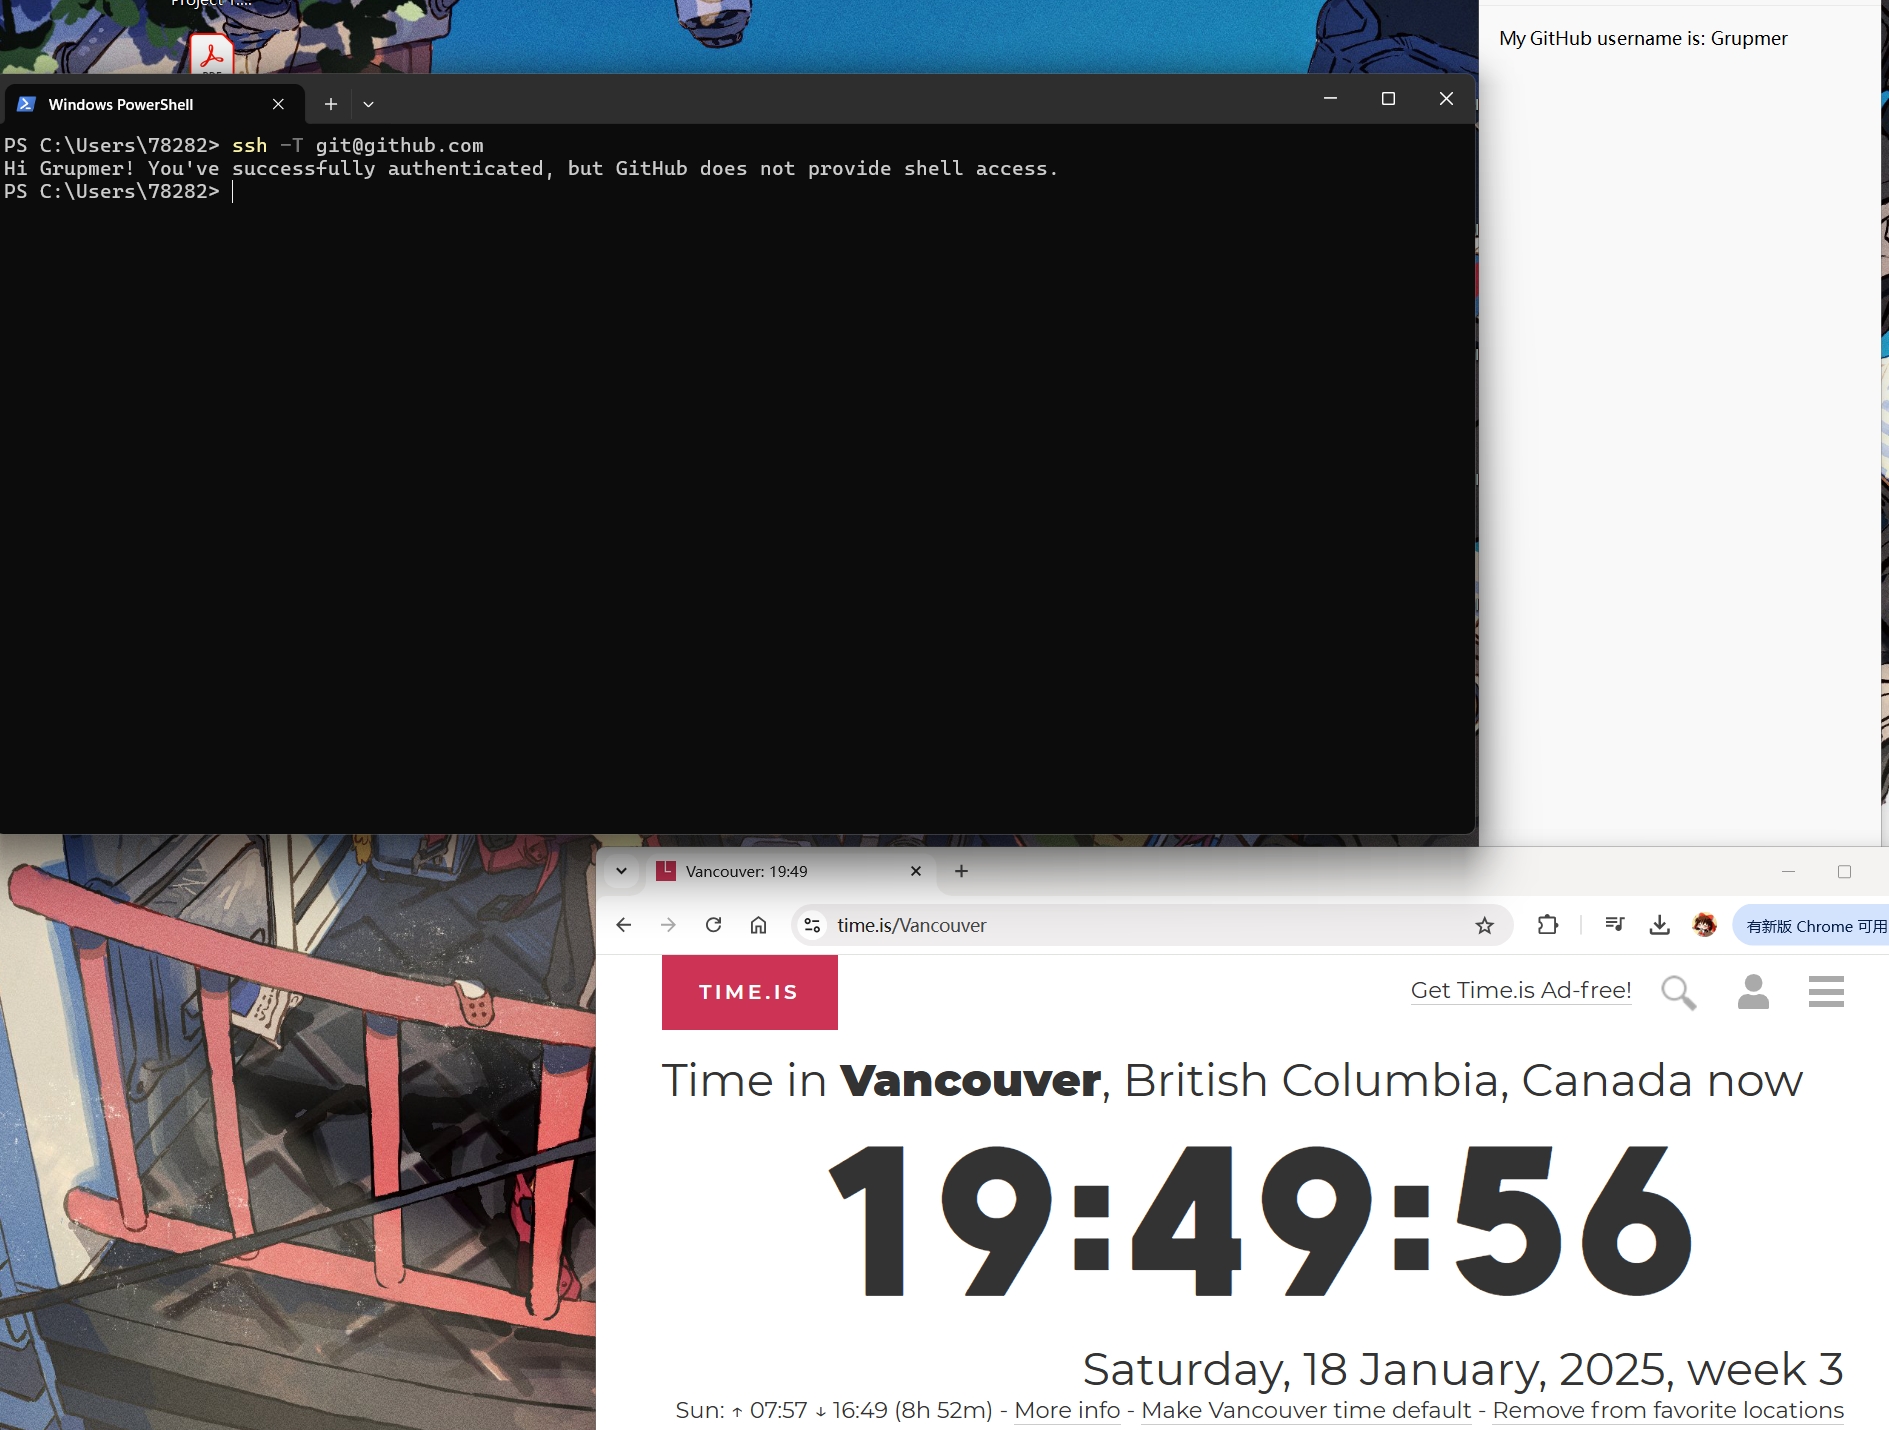 Project 1....
My GitHub username is: Grupmer
Windows PowerShell
PS C:\Users\78282> ssh -T git@github.com
Hi Grupmer! You've successfully authenticated, but GitHub does not provide shell access.
PS C:\Users\78282>
Vancouver: 19:49
time.is/Vancouver
有新版 Chrome 可用
TIME.IS
Get Time.is Ad-free!
Time in Vancouver, British Columbia, Canada now
19:49:56
Saturday, 18 January, 2025, week 3
Sun: ↑ 07:57 ↓ 16:49 (8h 52m) - More info - Make Vancouver time default - Remove from favorite locations